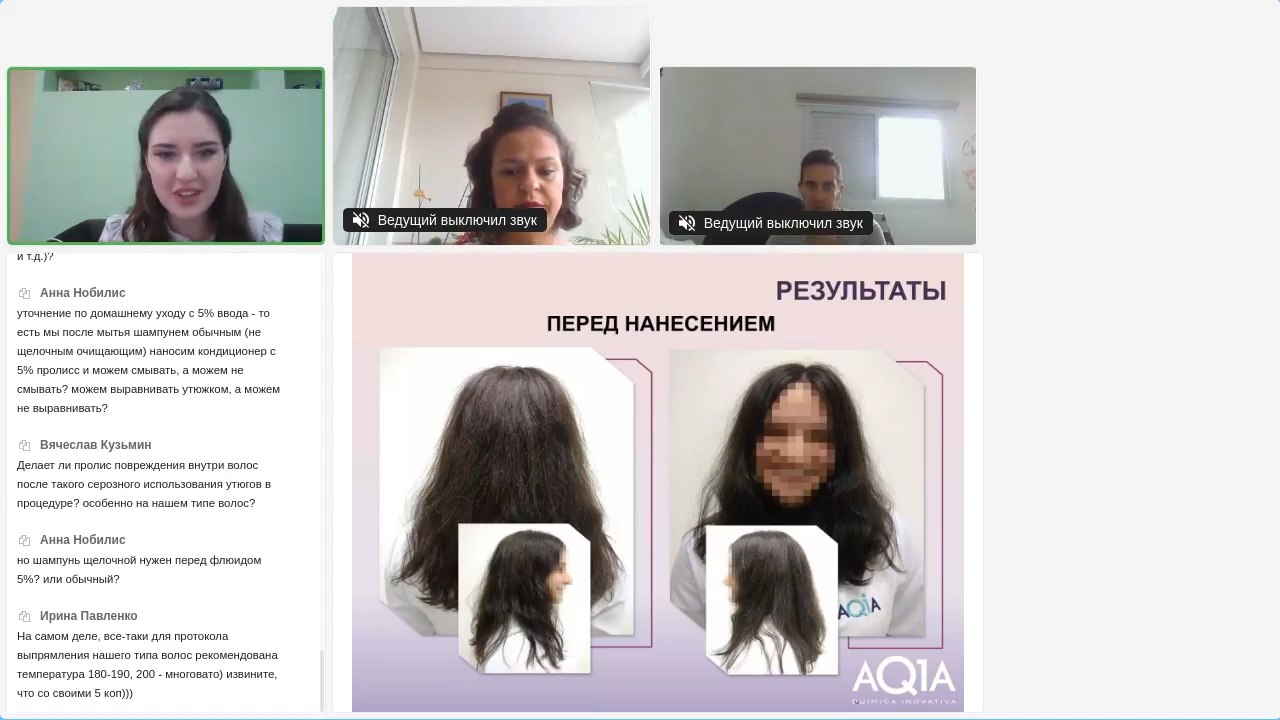 Ведущий выключил звук
Ведущий выключил звук
и т.д.)?
Анна Нобилис
уточнение по домашнему уходу с 5% ввода - то
есть мы после мытья шампунем обычным (не
щелочным очищающим) наносим кондиционер с
5% пролисс и можем смывать, а можем не
смывать? можем выравнивать утюжком, а можем
не выравнивать?
Вячеслав Кузьмин
Делает ли пролис повреждения внутри волос
после такого серозного использования утюгов в
процедуре? особенно на нашем типе волос?
Анна Нобилис
но шампунь щелочной нужен перед флюидом
5%? или обычный?
Ирина Павленко
На самом деле, все-таки для протокола
выпрямления нашего типа волос рекомендована
температура 180-190, 200 - многовато) извините,
что со своими 5 коп)))
РЕЗУЛЬТАТЫ
ПЕРЕД НАНЕСЕНИЕМ
AQIA
AQIA
QUIMICA INOVATIVA